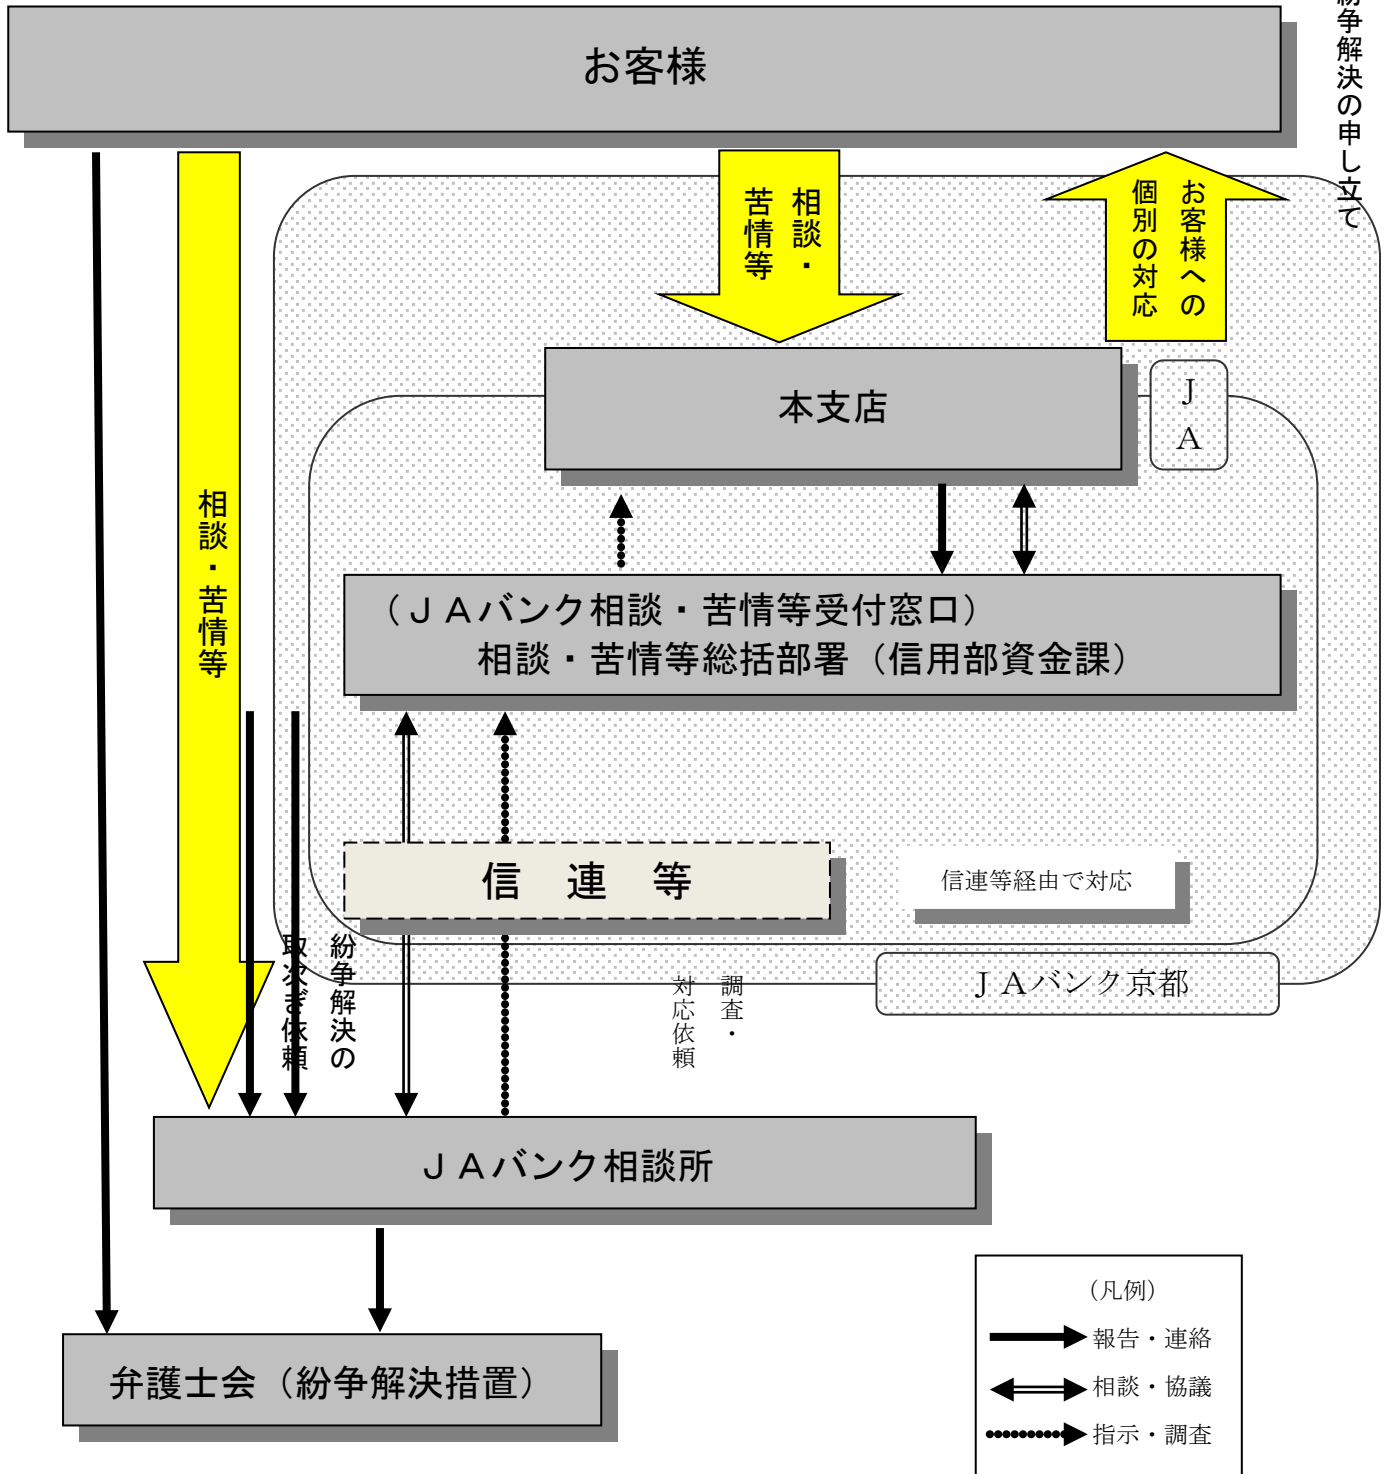 お客様
紛争解決の申し立て
相談・
苦情等
お客様への
個別の対応
本支店
JA
相談・苦情等
（ＪＡバンク相談・苦情等受付窓口）
相談・苦情等総括部署（信用部資金課）
信　連　等
信連等経由で対応
紛争解決の
取次ぎ依頼
調査・
対応依頼
ＪＡバンク京都
ＪＡバンク相談所
弁護士会（紛争解決措置）
（凡例）
報告・連絡
相談・協議
指示・調査